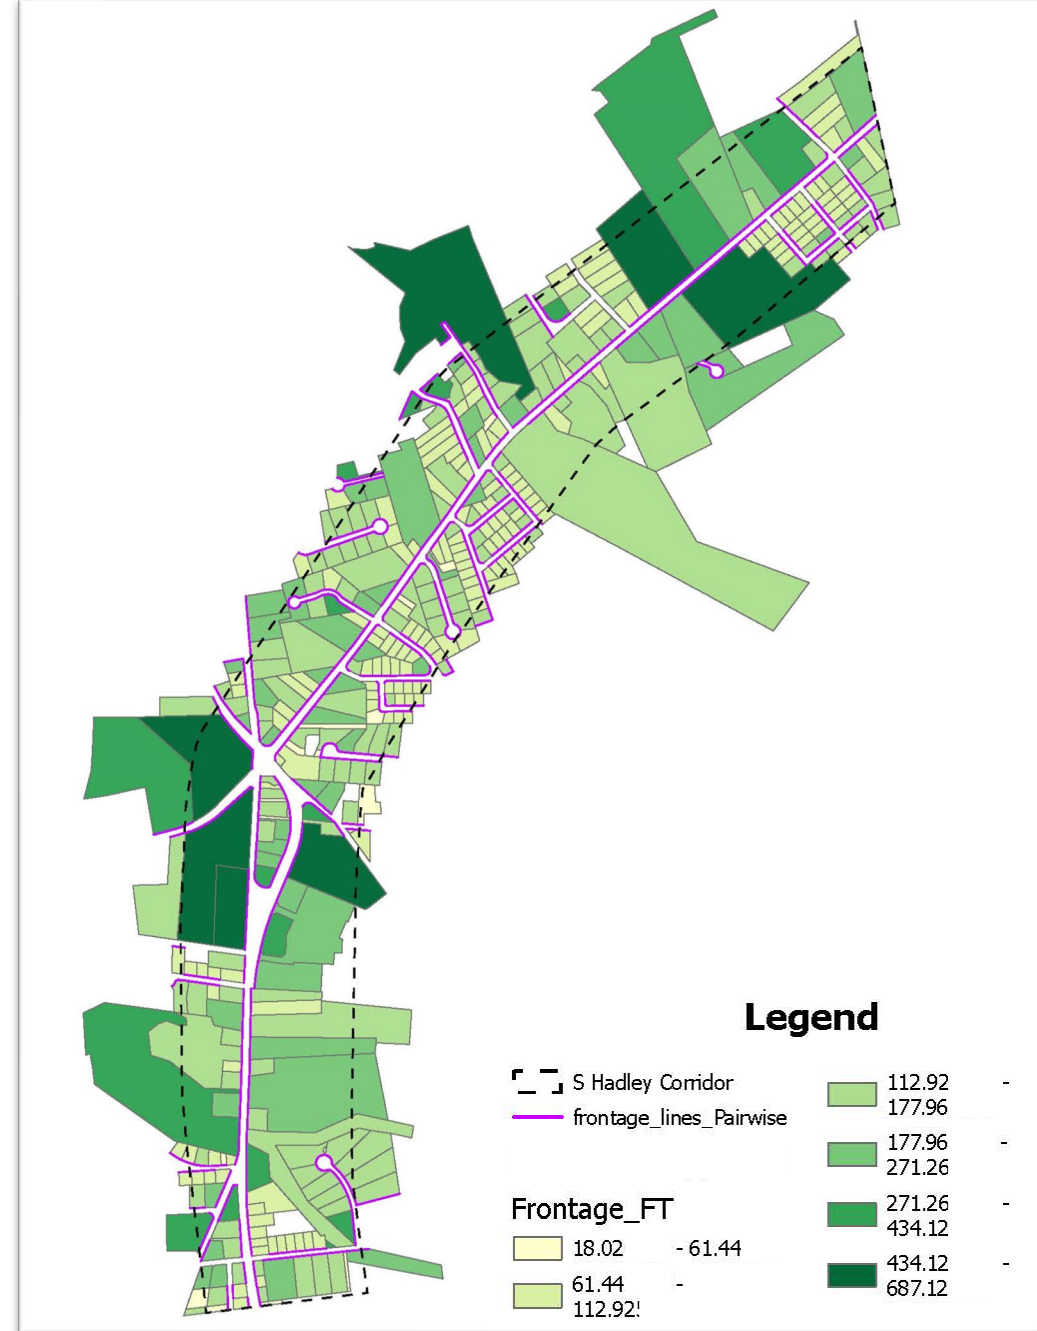 Legend
S Hadley Corridor
frontage_lines_Pairwise
Frontage_FT
18.02 - 61.44
61.44 -
112.92!
112.92 -
177.96
177.96 -
271.26
271.26 -
434.12
434.12 -
687.12